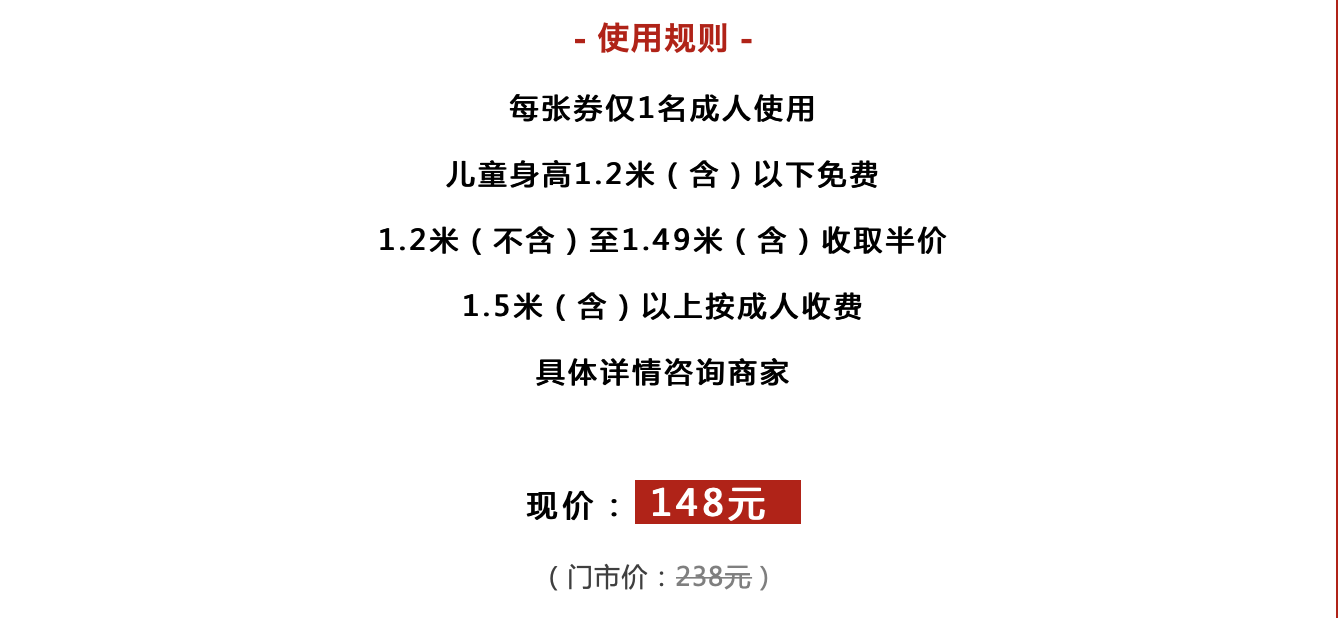 - 使用规则 -
每张券仅1名成人使用
儿童身高1.2米（含）以下免费
1.2米（不含）至1.49米（含）收取半价
1.5米（含）以上按成人收费
具体详情咨询商家
现价：148元
（门市价：238元）